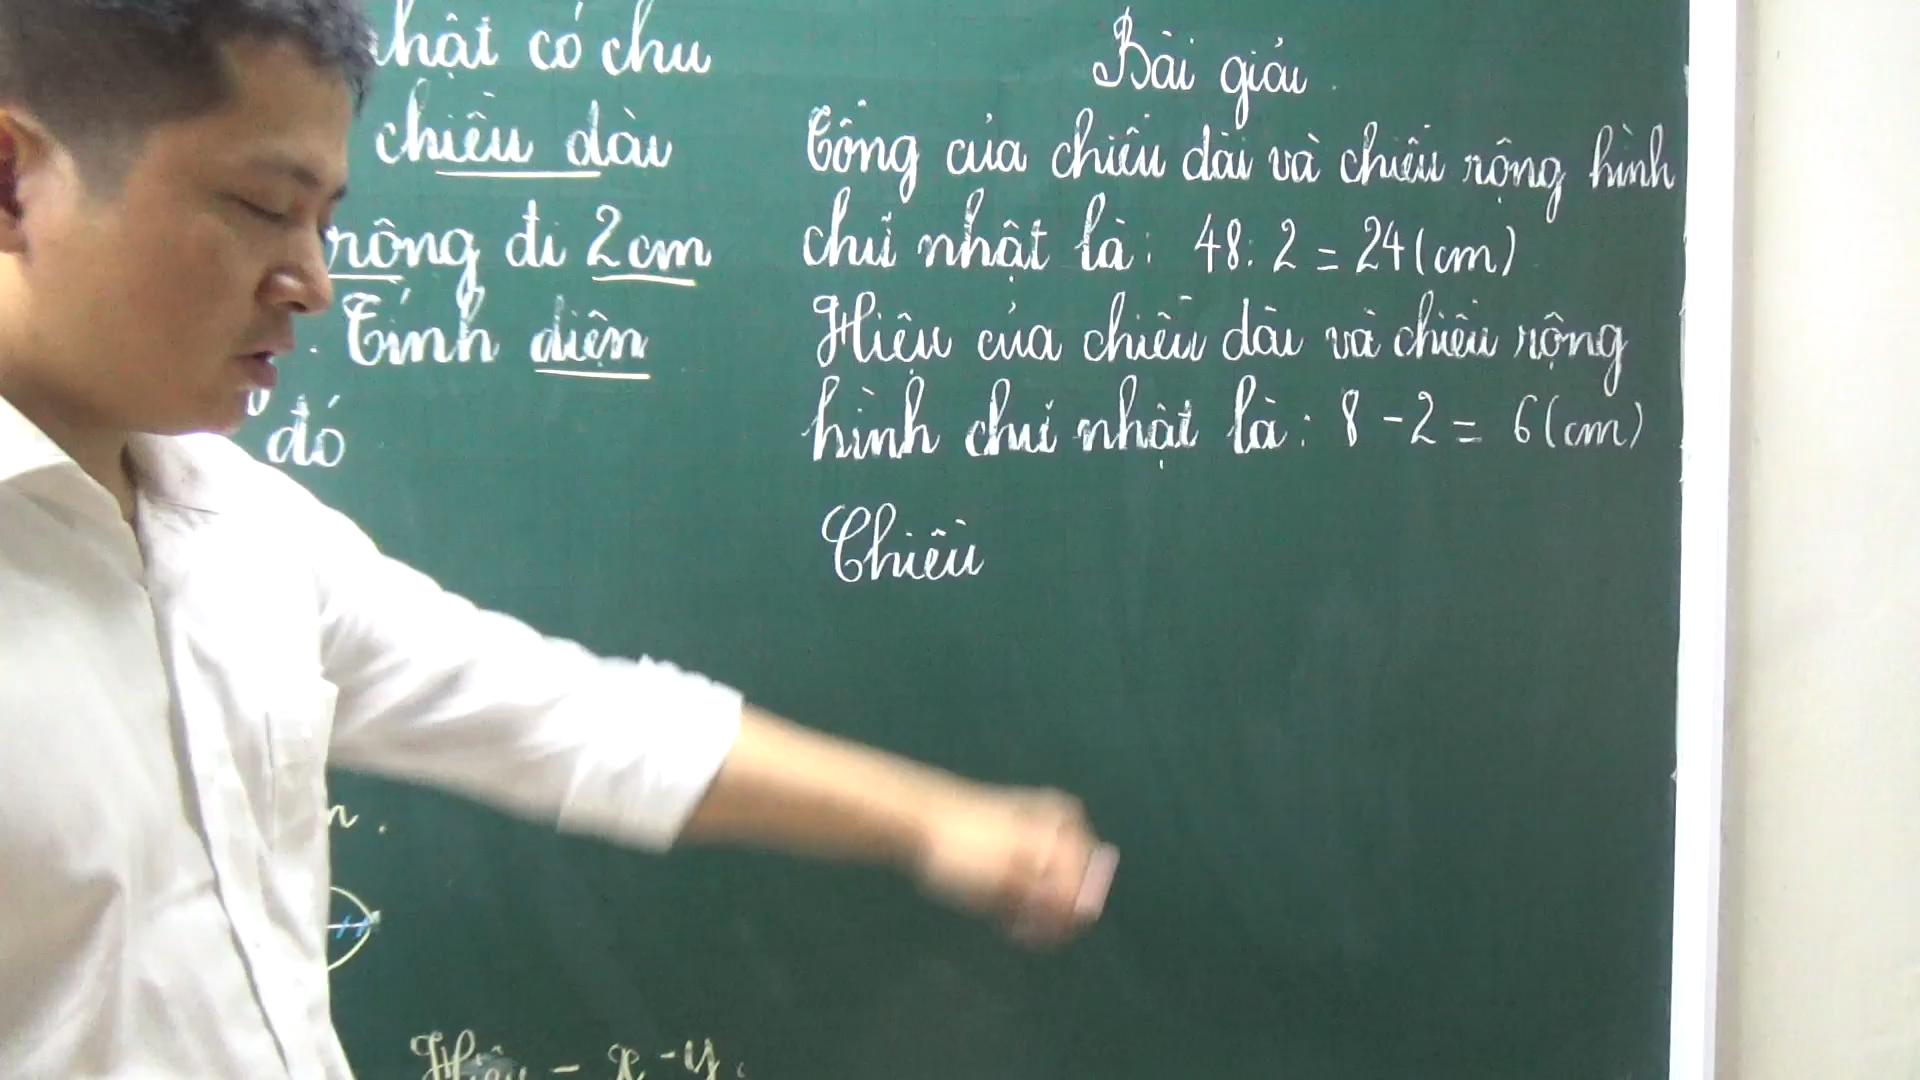 nhật có chu
chiều dài
rộng đi 2cm
. Tính diện
đó
n.
Hiệu - x - y.
Bài giải
Tổng của chiều dài và chiều rộng hình
chữ nhật là: 48 : 2 = 24 (cm)
Hiệu của chiều dài và chiều rộng
hình chữ nhật là: 8 - 2 = 6 (cm)
Chiều